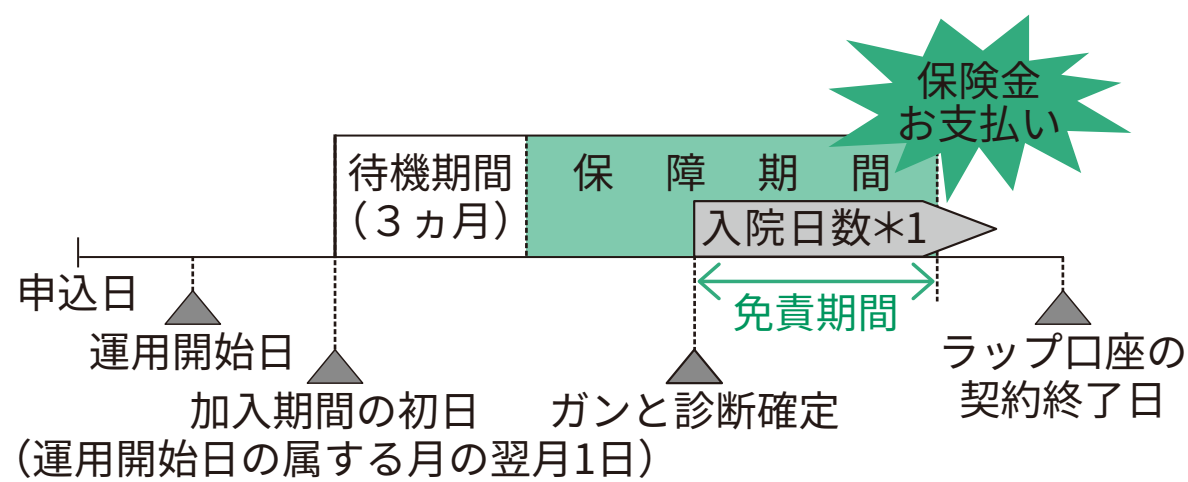 保険金
お支払い
待機期間
（３ヵ月）
保障期間
入院日数＊1
申込日
免責期間
運用開始日
ラップ口座の
契約終了日
加入期間の初日
（運用開始日の属する月の翌月1日）
ガンと診断確定